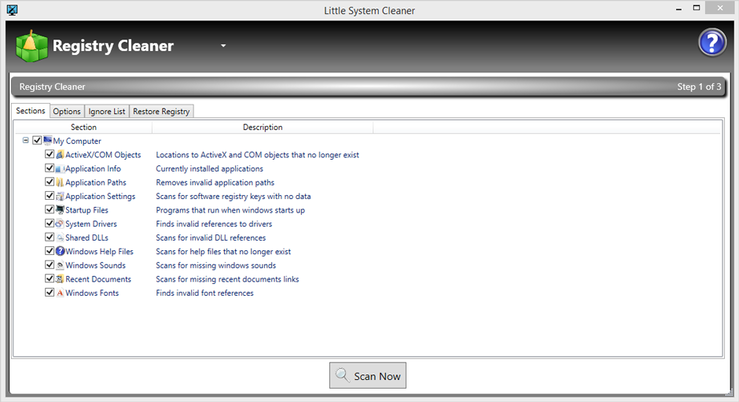 Little System Cleaner
Registry Cleaner
?
Registry Cleaner Step 1 of 3
Sections Options Ignore List Restore Registry
Section Description
My Computer
ActiveX/COM Objects Locations to ActiveX and COM objects that no longer exist
Application Info Currently installed applications
Application Paths Removes invalid application paths
Application Settings Scans for software registry keys with no data
Startup Files Programs that run when windows starts up
System Drivers Finds invalid references to drivers
Shared DLLs Scans for invalid DLL references
Windows Help Files Scans for help files that no longer exist
Windows Sounds Scans for missing windows sounds
Recent Documents Scans for missing recent documents links
Windows Fonts Finds invalid font references
Scan Now